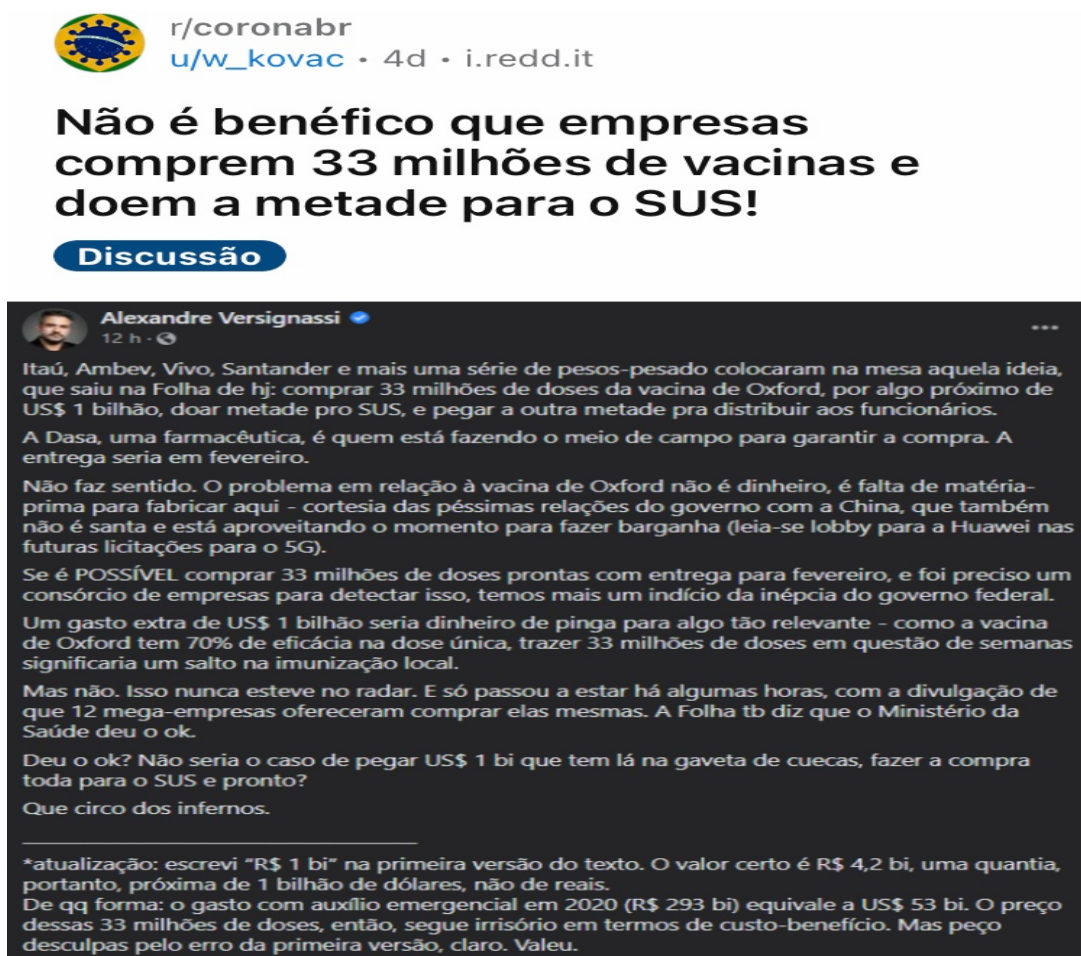 r/coronabr
u/w_kovac • 4d • i.redd.it
Não é benéfico que empresas
comprem 33 milhões de vacinas e
doem a metade para o SUS!
Discussão
Alexandre Versignassi
12 h ·
Itaú, Ambev, Vivo, Santander e mais uma série de pesos-pesado colocaram na mesa aquela ideia,
que saiu na Folha de hj: comprar 33 milhões de doses da vacina de Oxford, por algo próximo de
US$ 1 bilhão, doar metade pro SUS, e pegar a outra metade pra distribuir aos funcionários.
A Dasa, uma farmacêutica, é quem está fazendo o meio de campo para garantir a compra. A
entrega seria em fevereiro.
Não faz sentido. O problema em relação à vacina de Oxford não é dinheiro, é falta de matéria-
prima para fabricar aqui - cortesia das péssimas relações do governo com a China, que também
não é santa e está aproveitando o momento para fazer barganha (leia-se lobby para a Huawei nas
futuras licitações para o 5G).
Se é POSSÍVEL comprar 33 milhões de doses prontas com entrega para fevereiro, e foi preciso um
consórcio de empresas para detectar isso, temos mais um indício da inépcia do governo federal.
Um gasto extra de US$ 1 bilhão seria dinheiro de pinga para algo tão relevante - como a vacina
de Oxford tem 70% de eficácia na dose única, trazer 33 milhões de doses em questão de semanas
significaria um salto na imunização local.
Mas não. Isso nunca esteve no radar. E só passou a estar há algumas horas, com a divulgação de
que 12 mega-empresas ofereceram comprar elas mesmas. A Folha tb diz que o Ministério da
Saúde deu o ok.
Deu o ok? Não seria o caso de pegar US$ 1 bi que tem lá na gaveta de cuecas, fazer a compra
toda para o SUS e pronto?
Que circo dos infernos.
*atualização: escrevi “R$ 1 bi” na primeira versão do texto. O valor certo é R$ 4,2 bi, uma quantia,
portanto, próxima de 1 bilhão de dólares, não de reais.
De qq forma: o gasto com auxílio emergencial em 2020 (R$ 293 bi) equivale a US$ 53 bi. O preço
dessas 33 milhões de doses, então, segue irrisório em termos de custo-benefício. Mas peço
desculpas pelo erro da primeira versão, claro. Valeu.